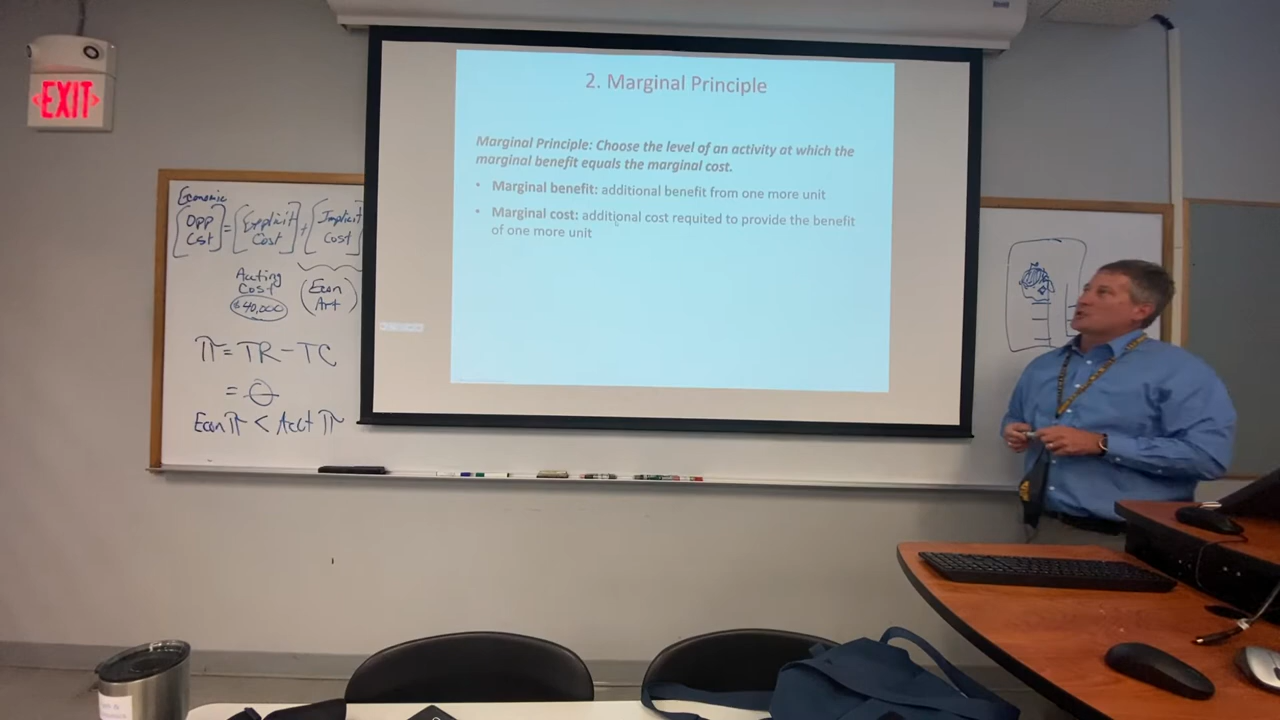 EXIT
2. Marginal Principle
Marginal Principle: Choose the level of an activity at which the
marginal benefit equals the marginal cost.
• Marginal benefit: additional benefit from one more unit
• Marginal cost: additional cost requited to provide the benefit
of one more unit
Economic
[Opp Cst] = [Explicit Cost] + [Implicit Cost
Accting
Cost
$40,000
(Econ
Art)
π = TR - TC
= 0
Econ π < Acct π